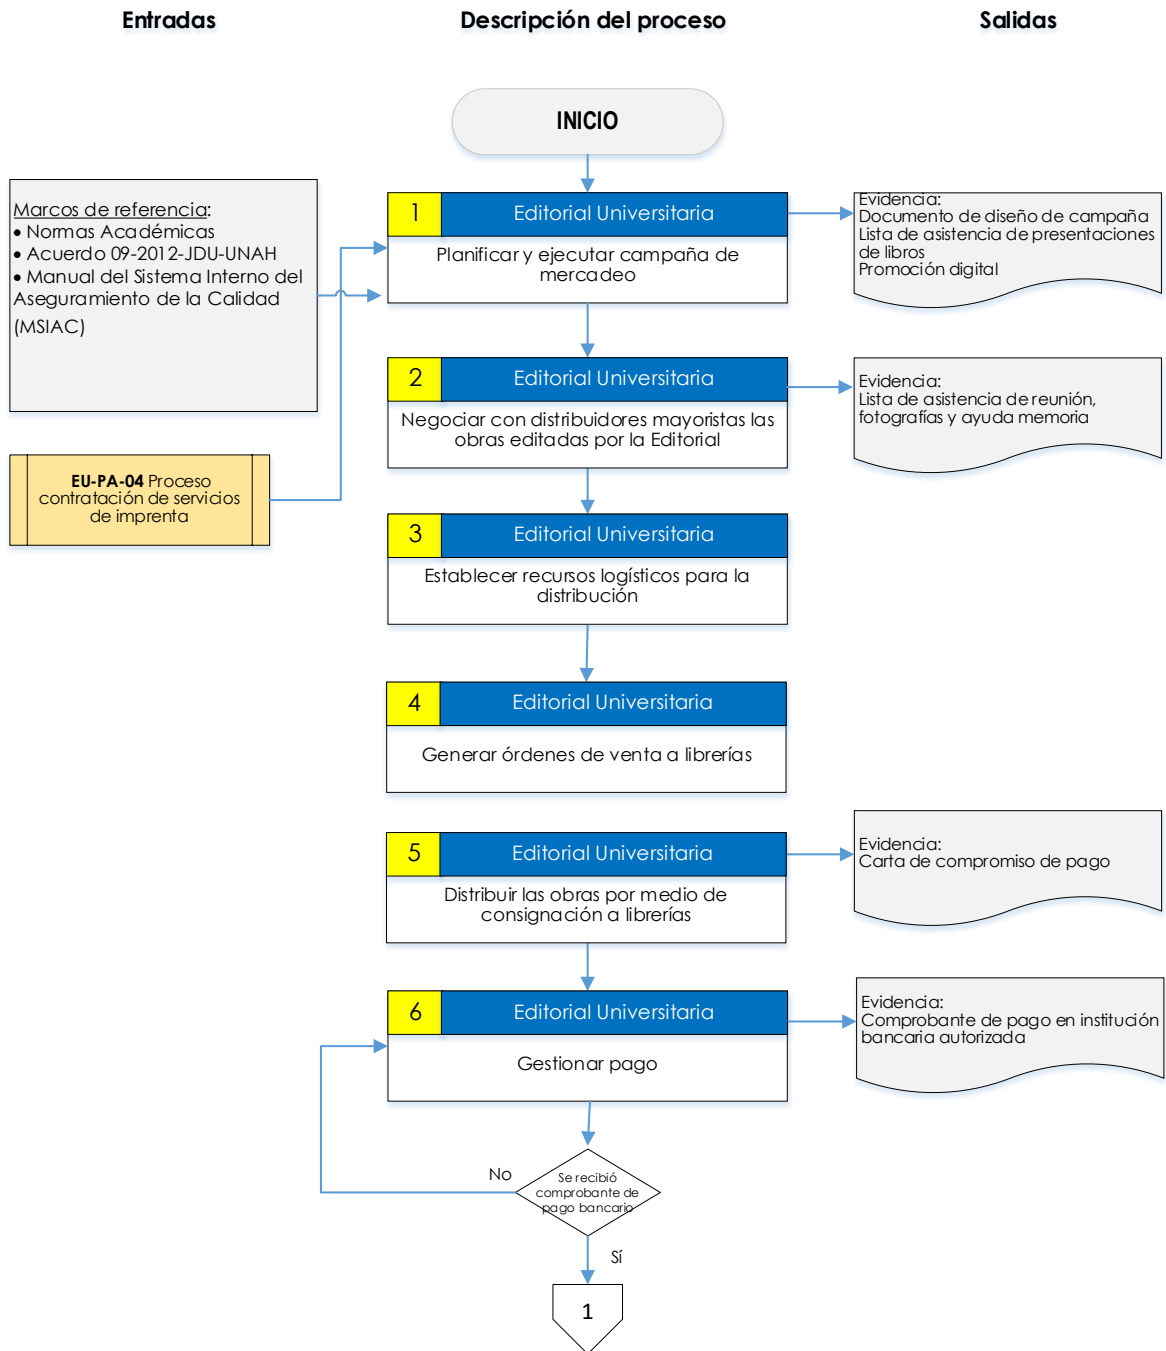 Entradas
Descripción del proceso
Salidas
INICIO
Marcos de referencia:
• Normas Académicas
• Acuerdo 09-2012-JDU-UNAH
• Manual del Sistema Interno del
Aseguramiento de la Calidad
(MSIAC)
EU-PA-04 Proceso
contratación de servicios
de imprenta
1
Editorial Universitaria
Planificar y ejecutar campaña de
mercadeo
Evidencia:
Documento de diseño de campaña
Lista de asistencia de presentaciones
de libros
Promoción digital
2
Editorial Universitaria
Negociar con distribuidores mayoristas las
obras editadas por la Editorial
Evidencia:
Lista de asistencia de reunión,
fotografías y ayuda memoria
3
Editorial Universitaria
Establecer recursos logísticos para la
distribución
4
Editorial Universitaria
Generar órdenes de venta a librerías
5
Editorial Universitaria
Distribuir las obras por medio de
consignación a librerías
Evidencia:
Carta de compromiso de pago
6
Editorial Universitaria
Gestionar pago
Evidencia:
Comprobante de pago en institución
bancaria autorizada
No
Se recibió
comprobante de
pago bancario
Sí
1